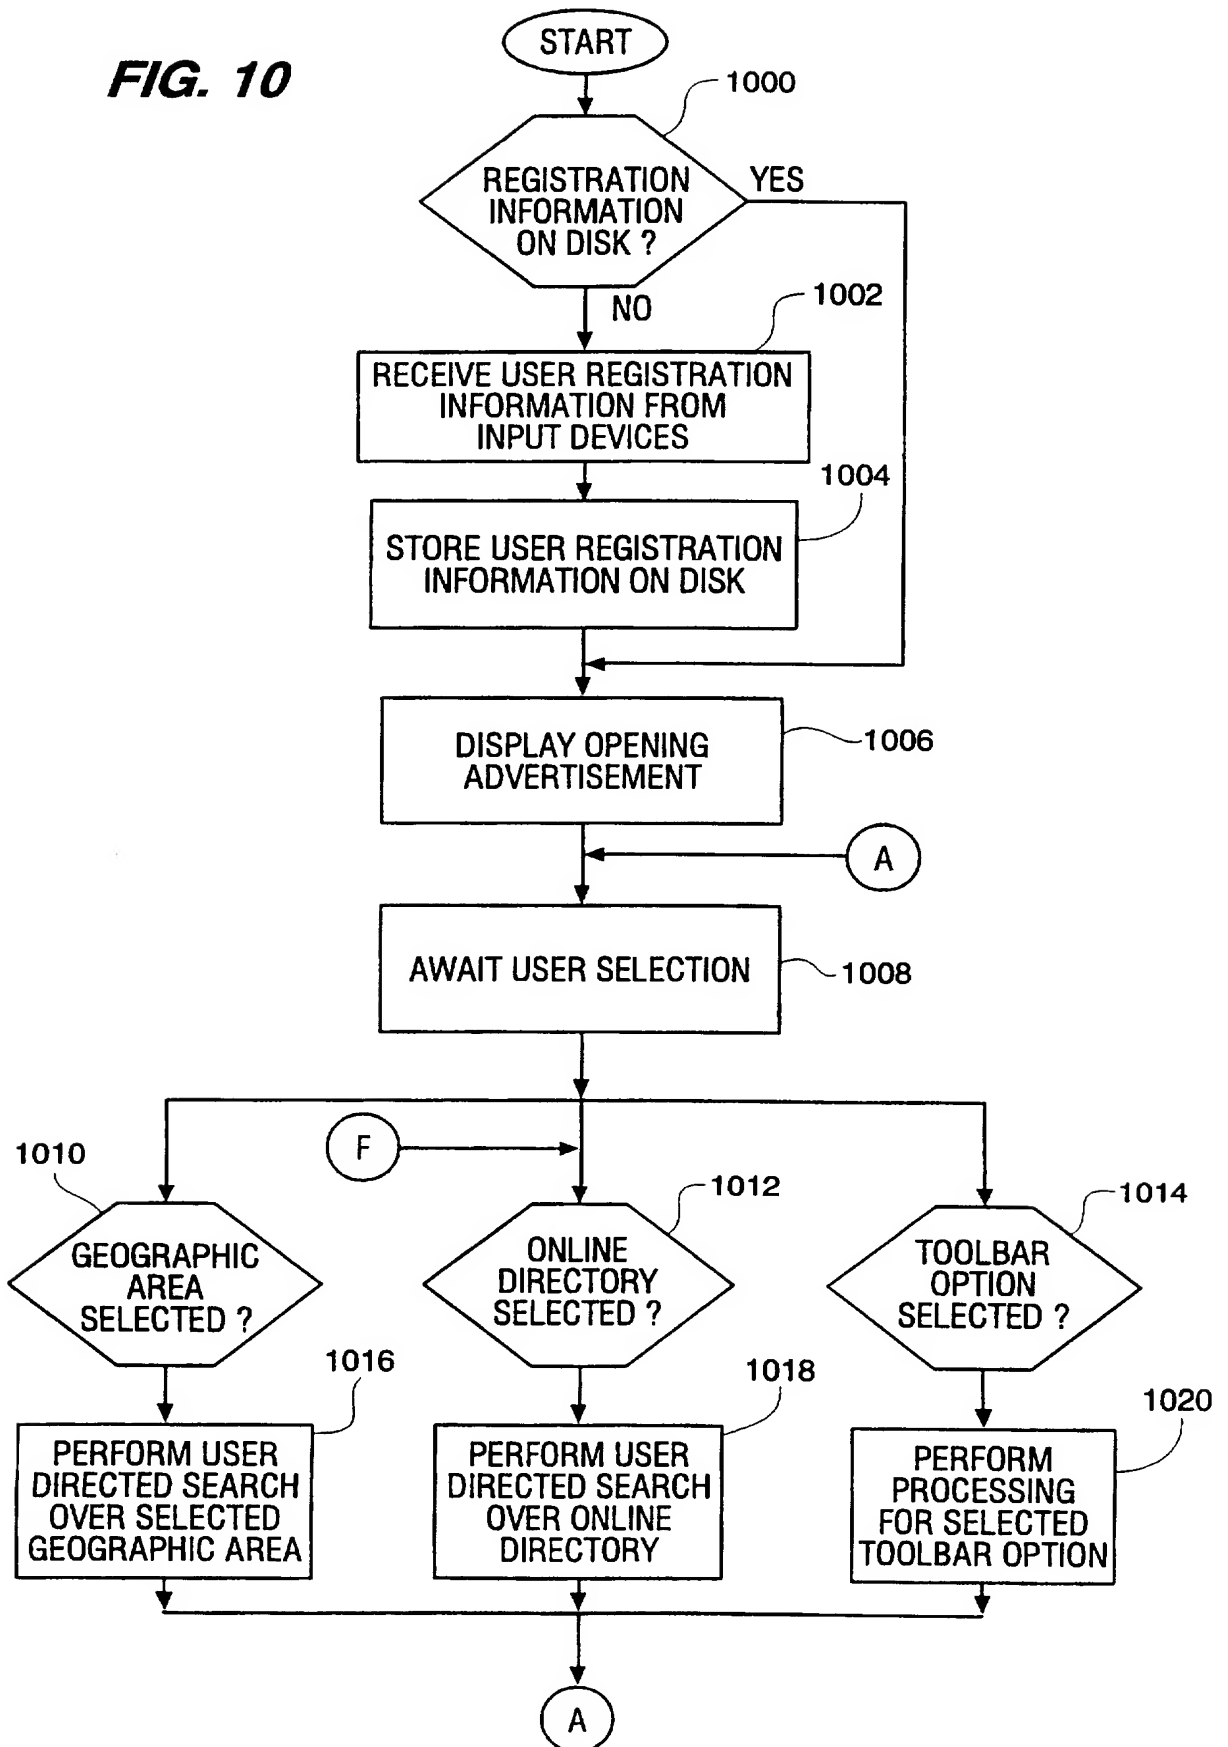 FIG. 10
START
1000
REGISTRATION
INFORMATION
ON DISK ?
YES
NO
1002
RECEIVE USER REGISTRATION
INFORMATION FROM
INPUT DEVICES
1004
STORE USER REGISTRATION
INFORMATION ON DISK
DISPLAY OPENING
ADVERTISEMENT
1006
A
AWAIT USER SELECTION
1008
F
1010
GEOGRAPHIC
AREA
SELECTED ?
1012
ONLINE
DIRECTORY
SELECTED ?
1014
TOOLBAR
OPTION
SELECTED ?
1016
PERFORM USER
DIRECTED SEARCH
OVER SELECTED
GEOGRAPHIC AREA
1018
PERFORM USER
DIRECTED SEARCH
OVER ONLINE
DIRECTORY
1020
PERFORM
PROCESSING
FOR SELECTED
TOOLBAR OPTION
A